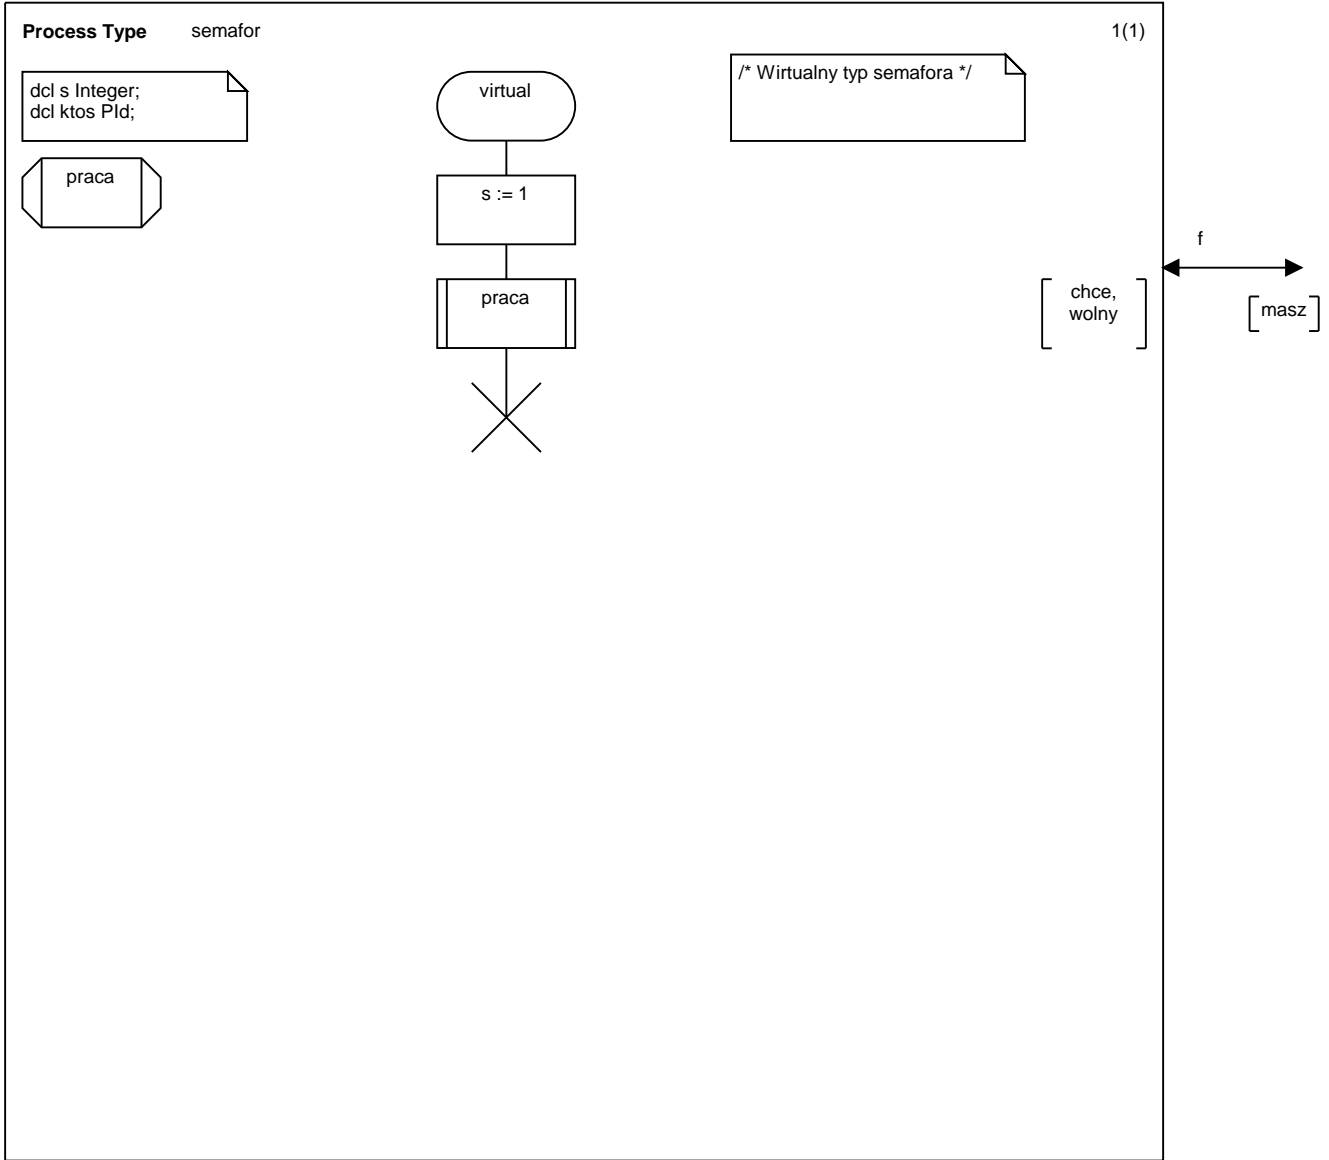 Process Type semafor 1(1)
dcl s Integer;
dcl ktos PId;
virtual
/* Wirtualny typ semafora */
praca
s := 1
f
praca
chce,
wolny
masz